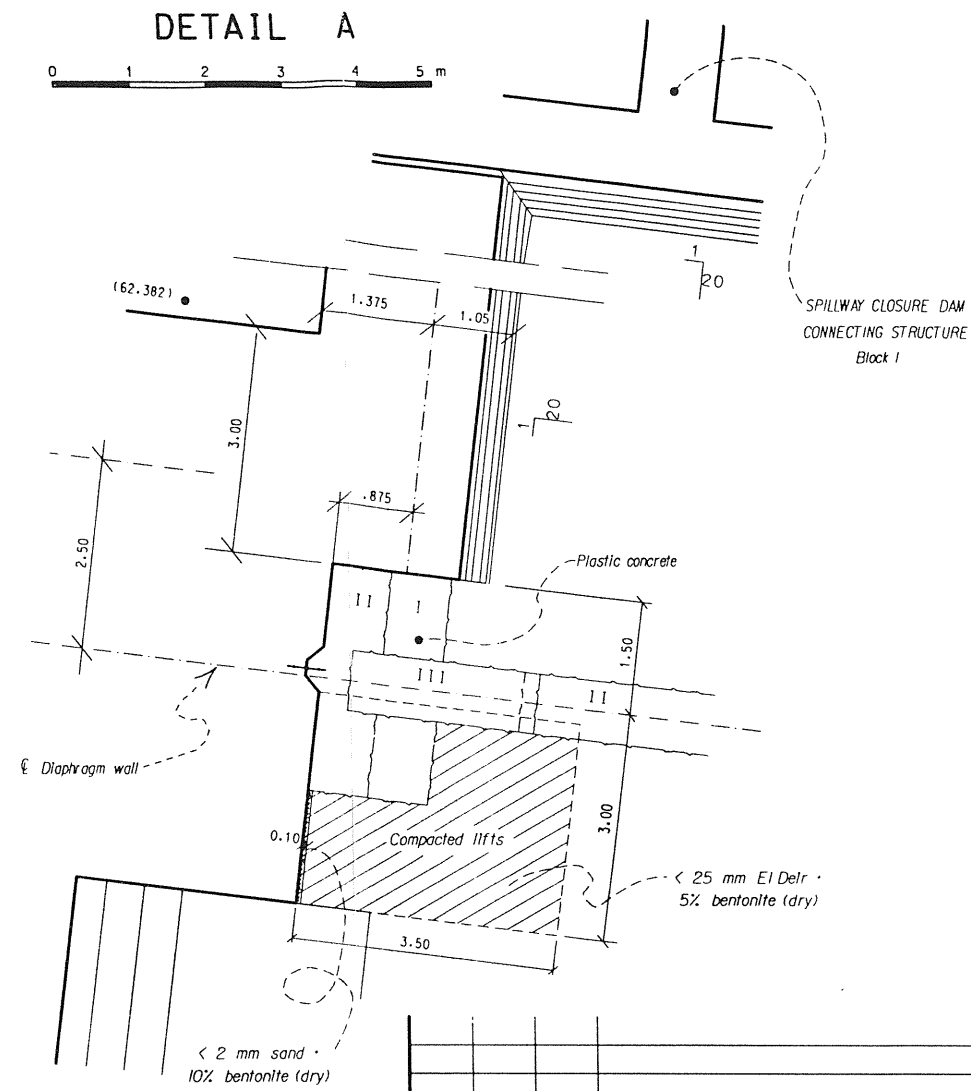 DETAIL A
0 1 2 3 4 5 m
1
20
(62.382)
1.375
1.05
SPILLWAY CLOSURE DAM
CONNECTING STRUCTURE
Block I
1
20
3.00
.875
2.50
Plastic concrete
II
I
1.50
III
II
℄ Diaphragm wall
3.00
0.10
Compacted lifts
< 25 mm El Deir ·
5% bentonite (dry)
3.50
< 2 mm sand ·
10% bentonite (dry)